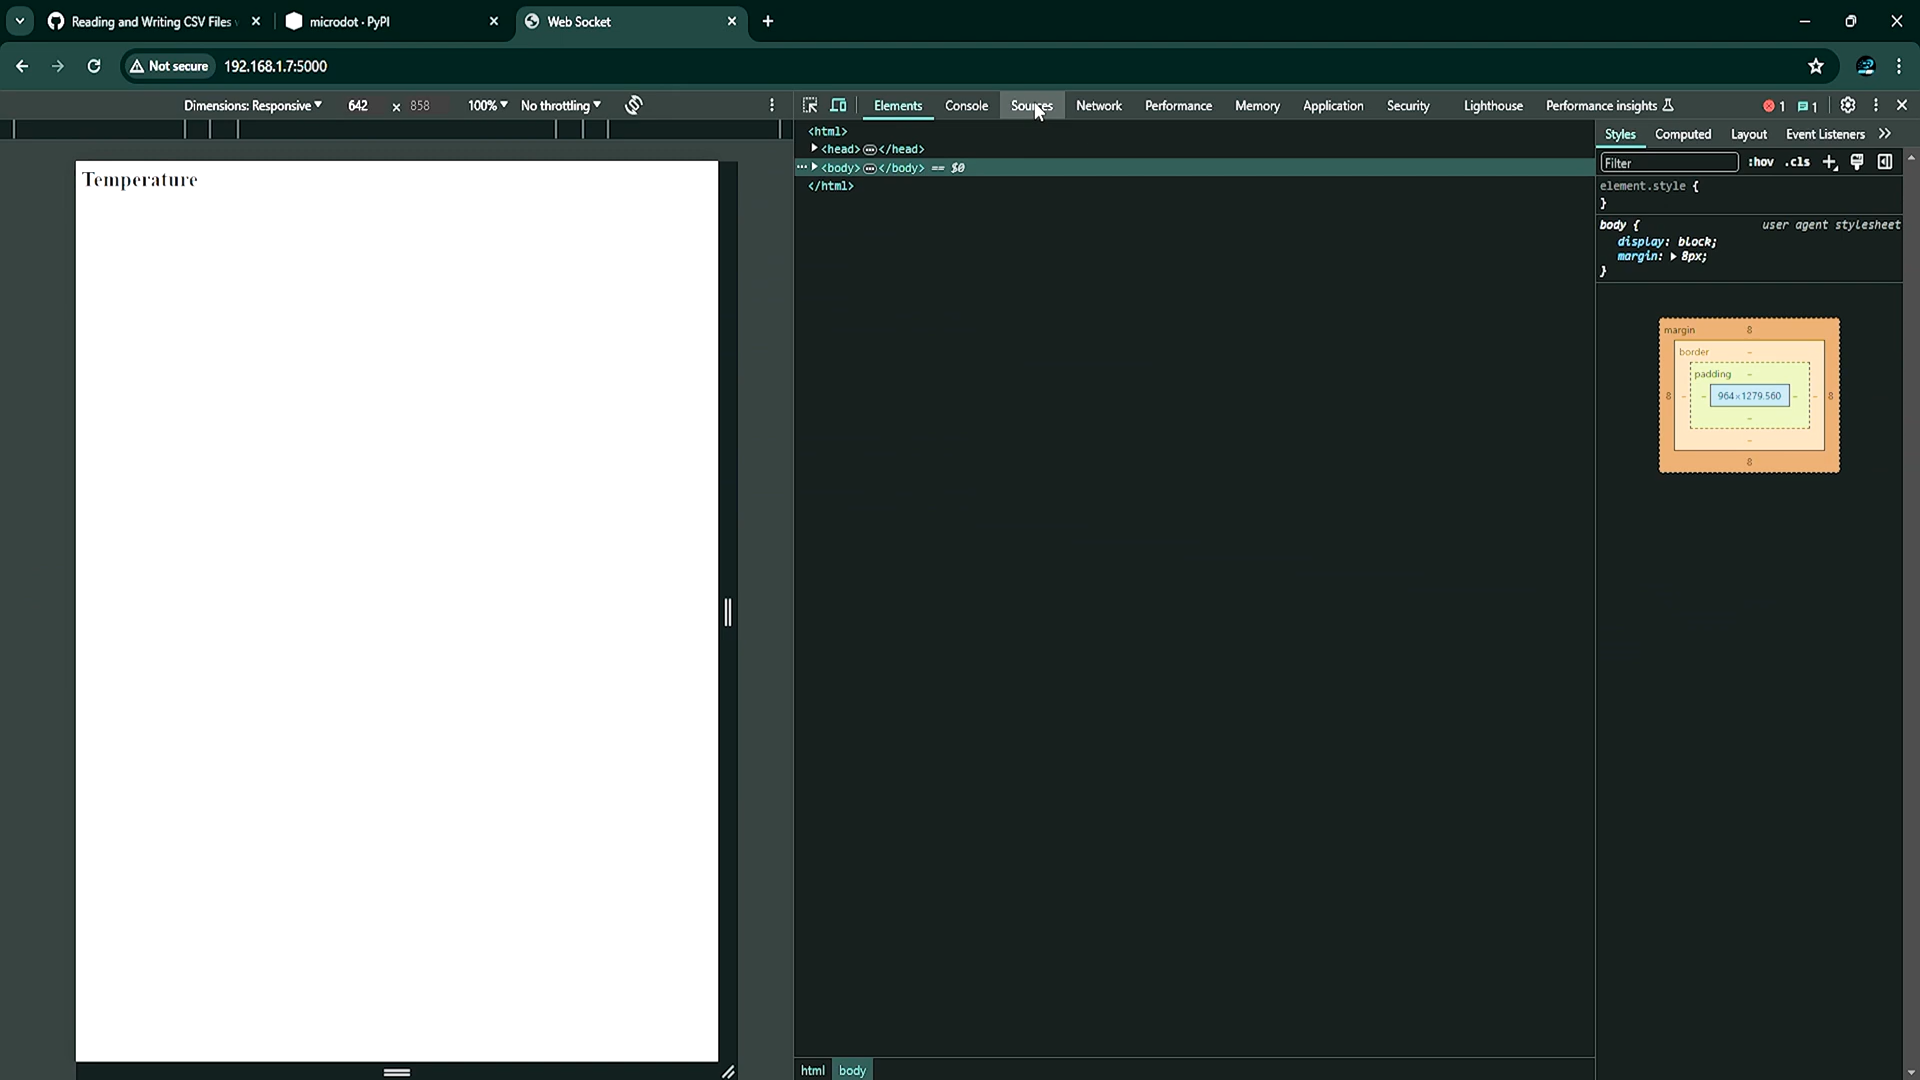 Reading and Writing CSV Files
microdot · PyPI
Web Socket
Not secure
192.168.1.7:5000
Dimensions: Responsive
642
x
858
100%
No throttling
Elements
Console
Sources
Network
Performance
Memory
Application
Security
Lighthouse
Performance insights
1
1
Temperature
<html>
<head> </head>
<body> </body> == $0
</html>
Styles
Computed
Layout
Event Listeners
Filter
:hov
.cls
element.style {
}
body {
user agent stylesheet
display: block;
margin: 8px;
}
margin
8
border
-
padding
-
8
-
-
964×1279.560
-
-
8
-
-
8
html
body